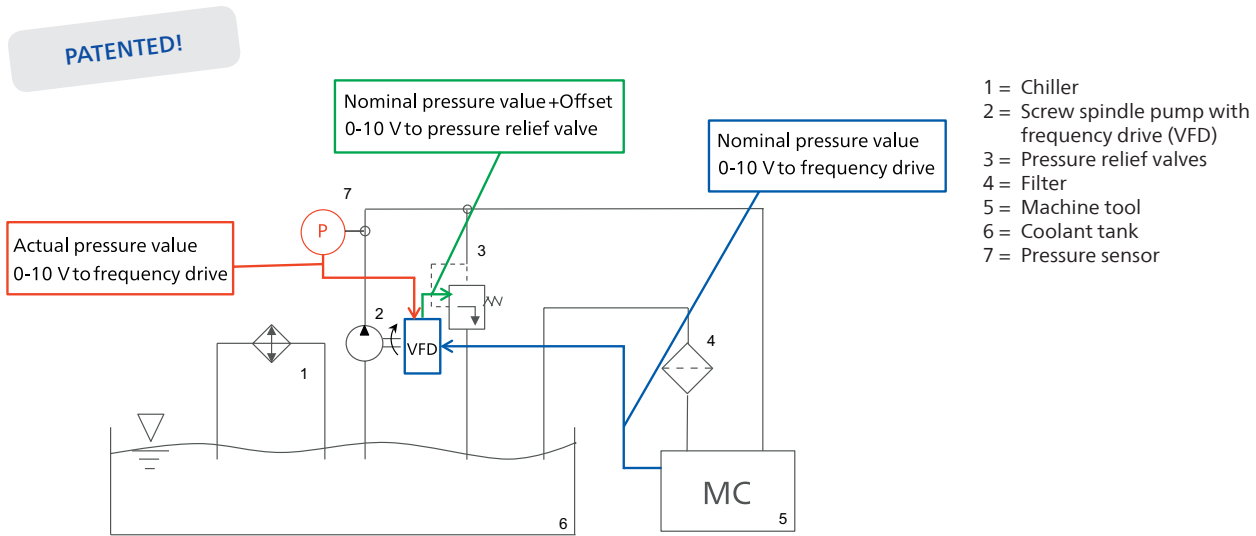 PATENTED!
Nominal pressure value+Offset
0-10 V to pressure relief valve
Nominal pressure value
0-10 V to frequency drive
Actual pressure value
0-10 V to frequency drive
7
P
3
2
VFD
1
4
MC
5
6
1 = Chiller
2 = Screw spindle pump with
frequency drive (VFD)
3 = Pressure relief valves
4 = Filter
5 = Machine tool
6 = Coolant tank
7 = Pressure sensor